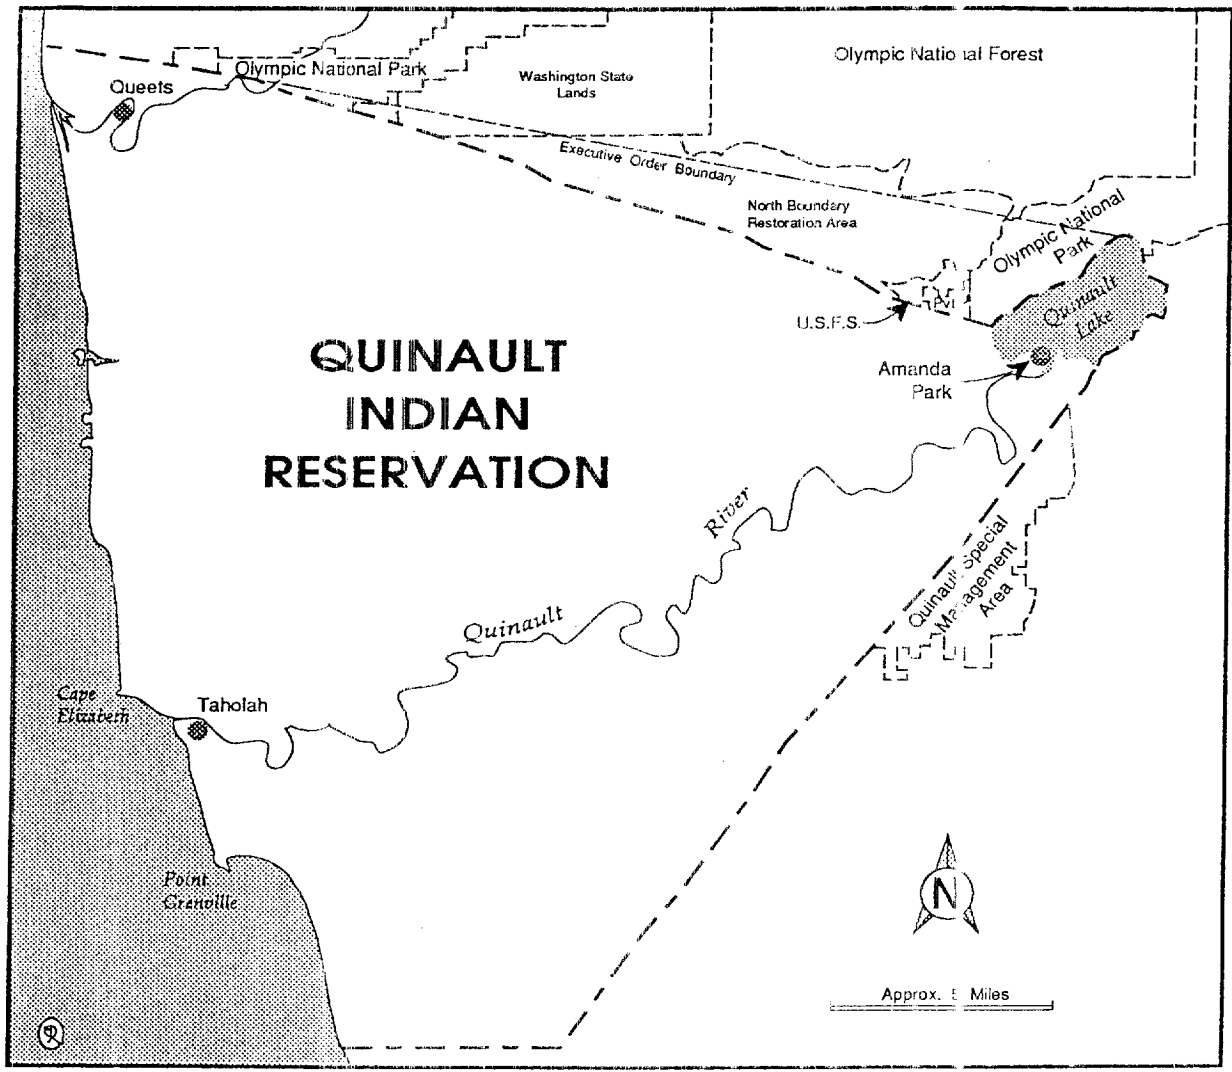 Olympic National Park
Queets
Washington State
Lands
Olympic National Forest
Executive Order Boundary
North Boundary
Restoration Area
Olympic National
Park
Pvt
U.S.F.S.
Quinault
Lake
Amanda
Park
QUINAULT
INDIAN
RESERVATION
River
Quinault
Quinault Special
Management
Area
Cape
Elizabeth
Taholah
Point
Grenville
N
Approx. 5 Miles